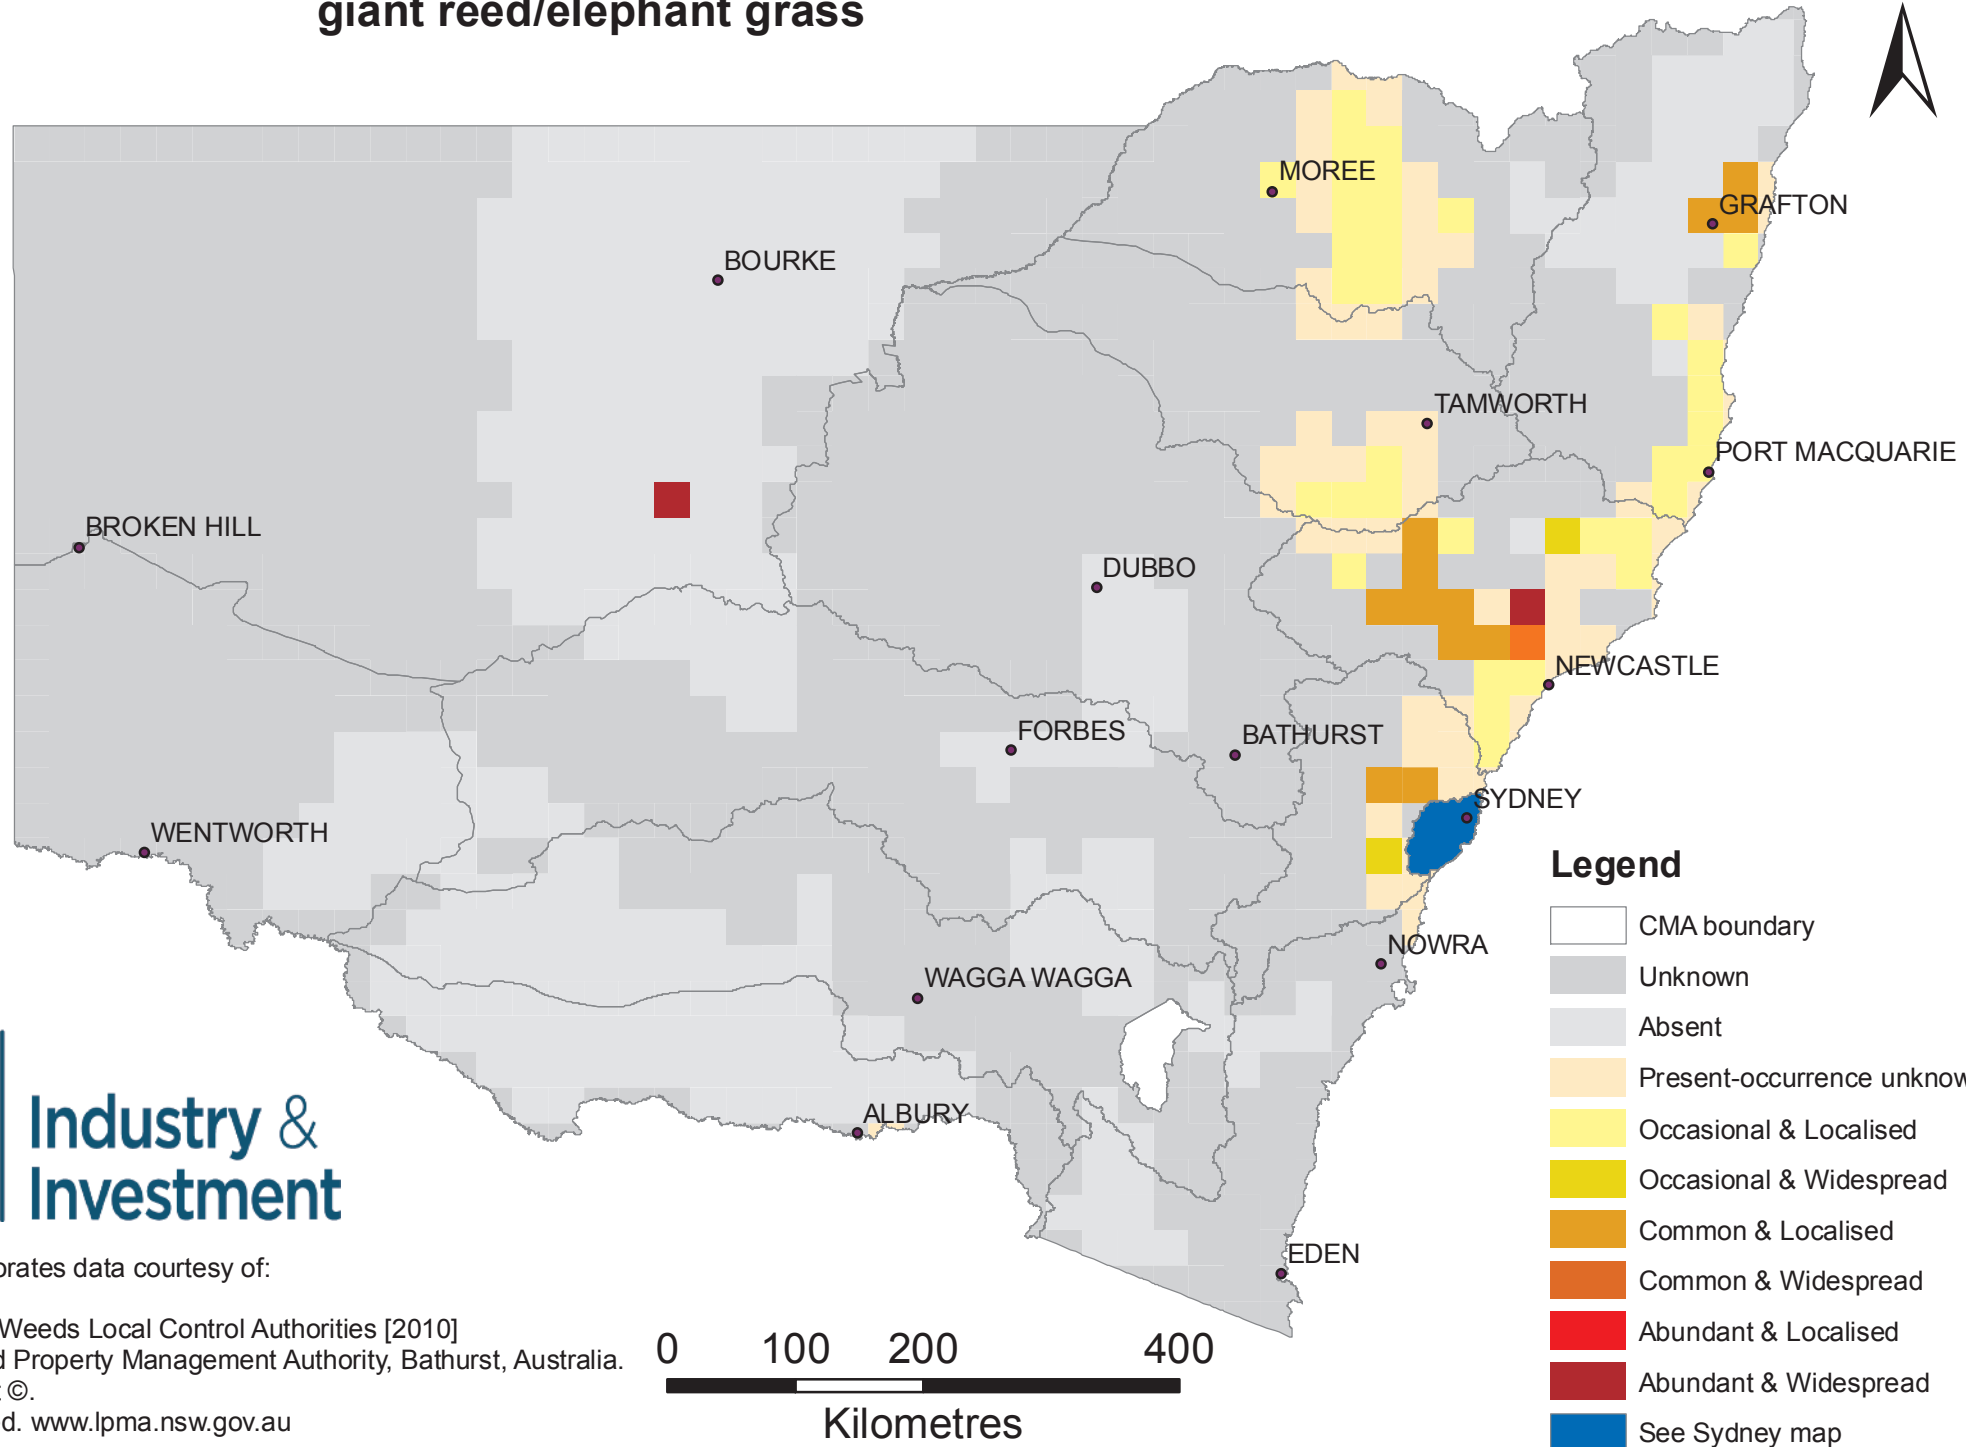 giant reed/elephant grass
MOREE
GRAFTON
BOURKE
TAMWORTH
PORT MACQUARIE
BROKEN HILL
DUBBO
NEWCASTLE
FORBES
BATHURST
SYDNEY
WENTWORTH
NOWRA
WAGGA WAGGA
ALBURY
EDEN
Legend
CMA boundary
Unknown
Absent
Present-occurrence unknow
Occasional & Localised
Occasional & Widespread
Common & Localised
Common & Widespread
Abundant & Localised
Abundant & Widespread
See Sydney map
Industry &
Investment
orates data courtesy of:
Weeds Local Control Authorities [2010]
d Property Management Authority, Bathurst, Australia.
©.
d. www.lpma.nsw.gov.au
0 100 200 400
Kilometres